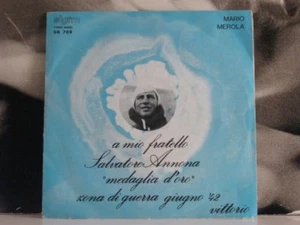 MARIO
MEROLA
a mio fratello
Salvatore Annona
"medaglia d'oro"
zona di guerra giugno '42
vittorio